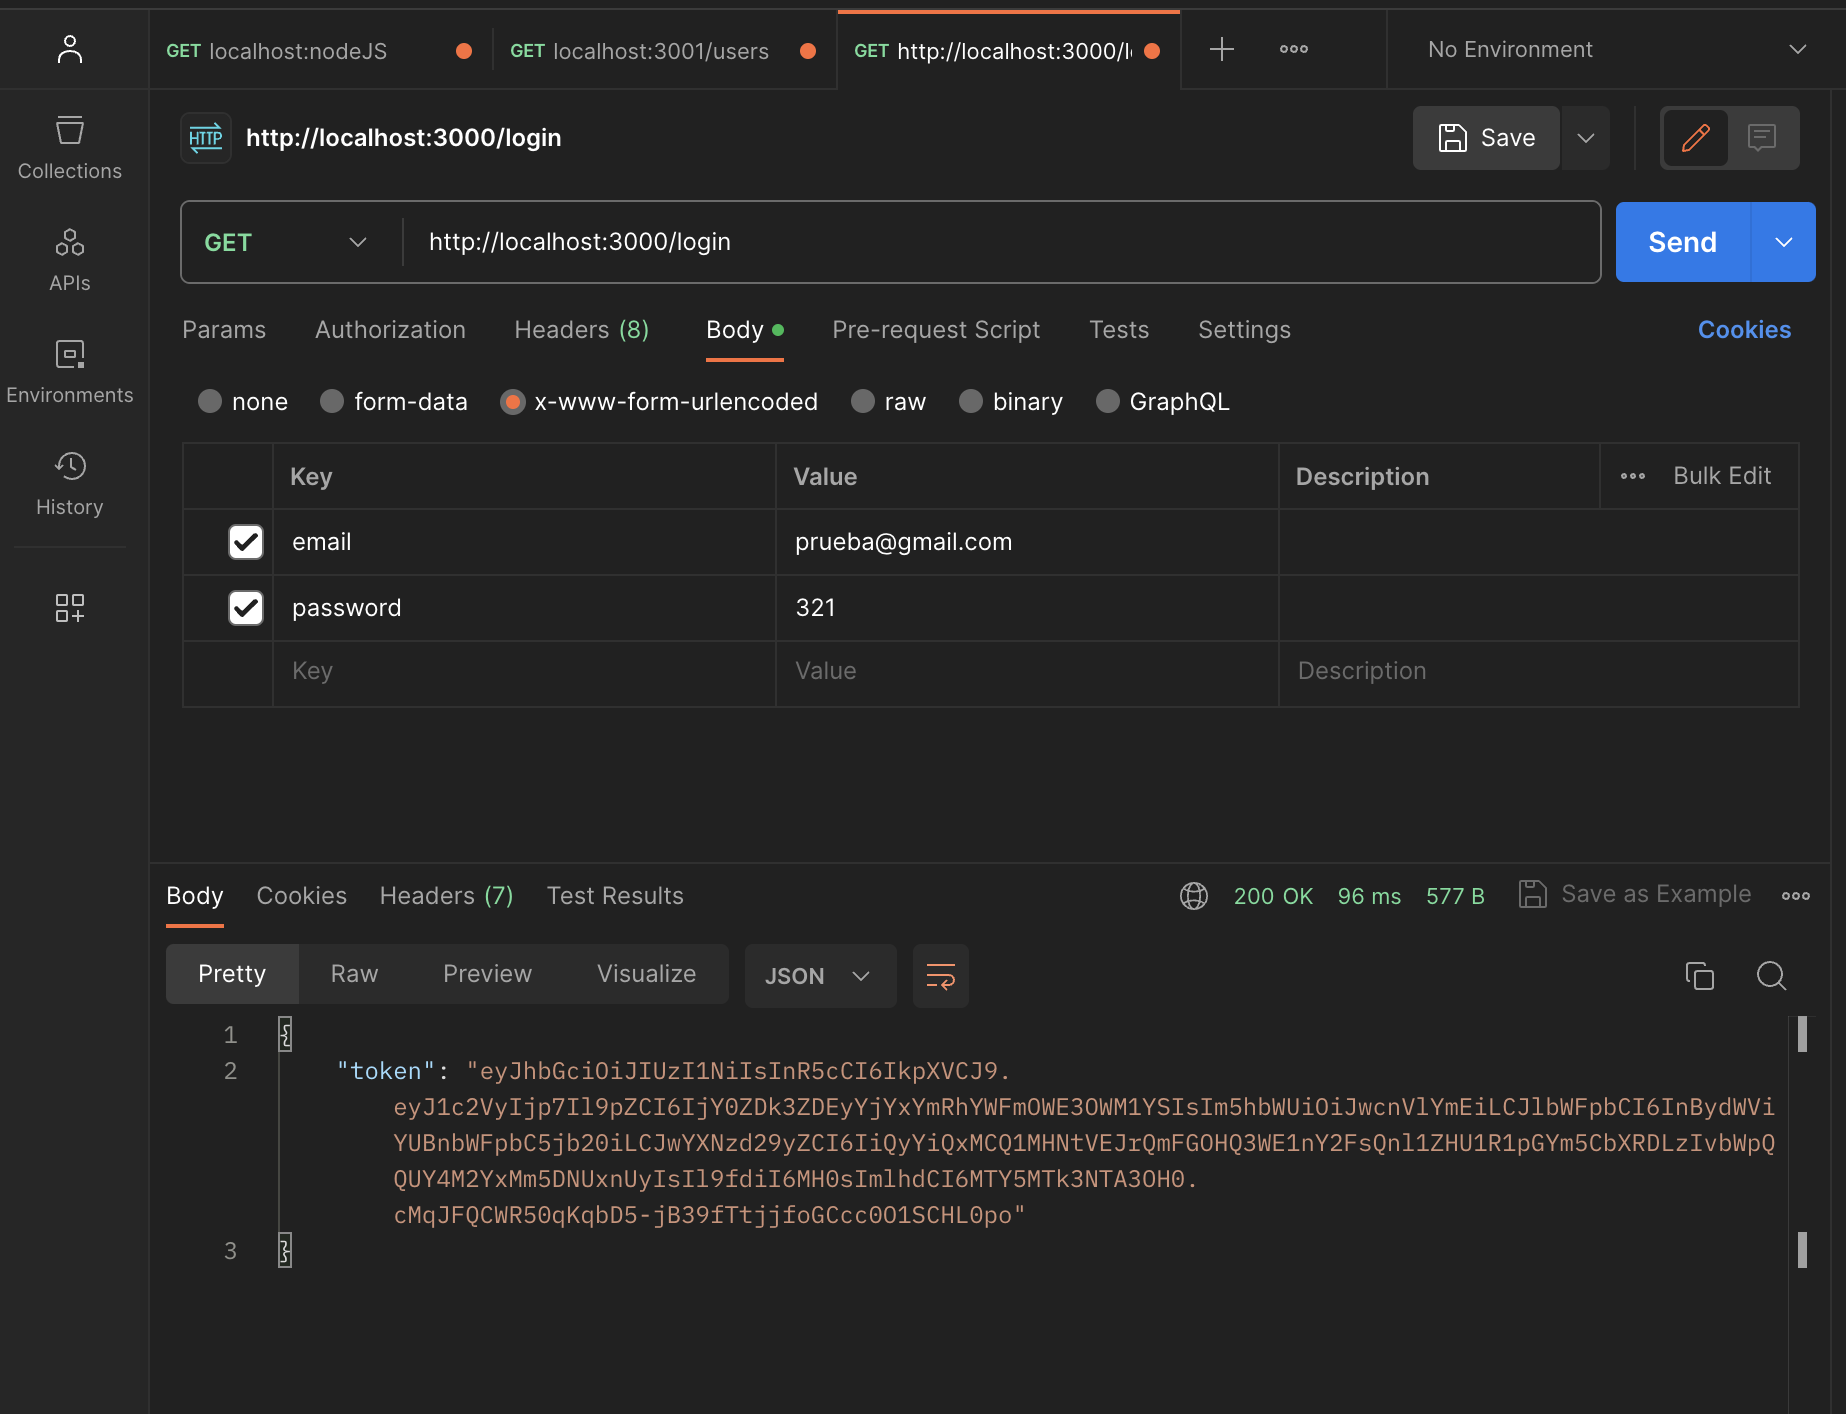 GET localhost:nodeJS
GET localhost:3001/users
GET http://localhost:3000/l
No Environment
HTTP http://localhost:3000/login
Save
Collections
APIs
Environments
History
GET
http://localhost:3000/login
Send
Params
Authorization
Headers (8)
Body
Pre-request Script
Tests
Settings
Cookies
none
form-data
x-www-form-urlencoded
raw
binary
GraphQL
Key
Value
Description
Bulk Edit
email
prueba@gmail.com
password
321
Key
Value
Description
Body
Cookies
Headers (7)
Test Results
200 OK
96 ms
577 B
Save as Example
Pretty
Raw
Preview
Visualize
JSON
1 {
2 "token": "eyJhbGciOiJIUzI1NiIsInR5cCI6IkpXVCJ9.
eyJ1c2VyIjp7Il9pZCI6IjY0ZDk3ZDEyYjYxYmRhYWFmOWE3OWM1YSIsIm5hbWUiOiJwcnVlYmEiLCJlbWFpbCI6InBydWVi
YUBnbWFpbC5jb20iLCJwYXNzd29yZCI6IiQyYiQxMCQ1MHNtVEJrQmFGOHQ3WE1nY2FsQnl1ZHU1R1pGYm5CbXRDLzIvbWpQ
QUY4M2YxMm5DNUxnUyIsIl9fdiI6MH0sImlhdCI6MTY5MTk3NTA3OH0.
cMqJFQCWR50qKqbD5-jB39fTtjjfoGCcc0O1SCHL0po"
3 }